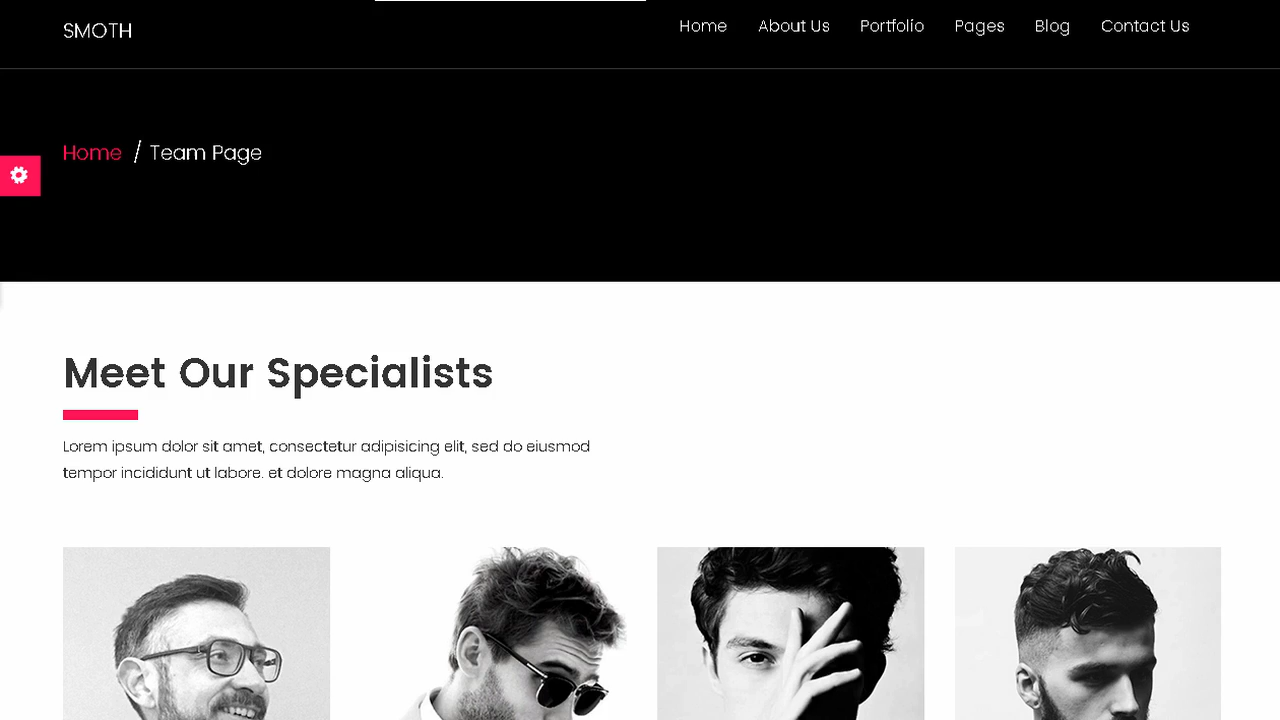 SMOTH
Home About Us Portfolio Pages Blog Contact Us
Home / Team Page
Meet Our Specialists
Lorem ipsum dolor sit amet, consectetur adipisicing elit, sed do eiusmod
tempor incididunt ut labore. et dolore magna aliqua.